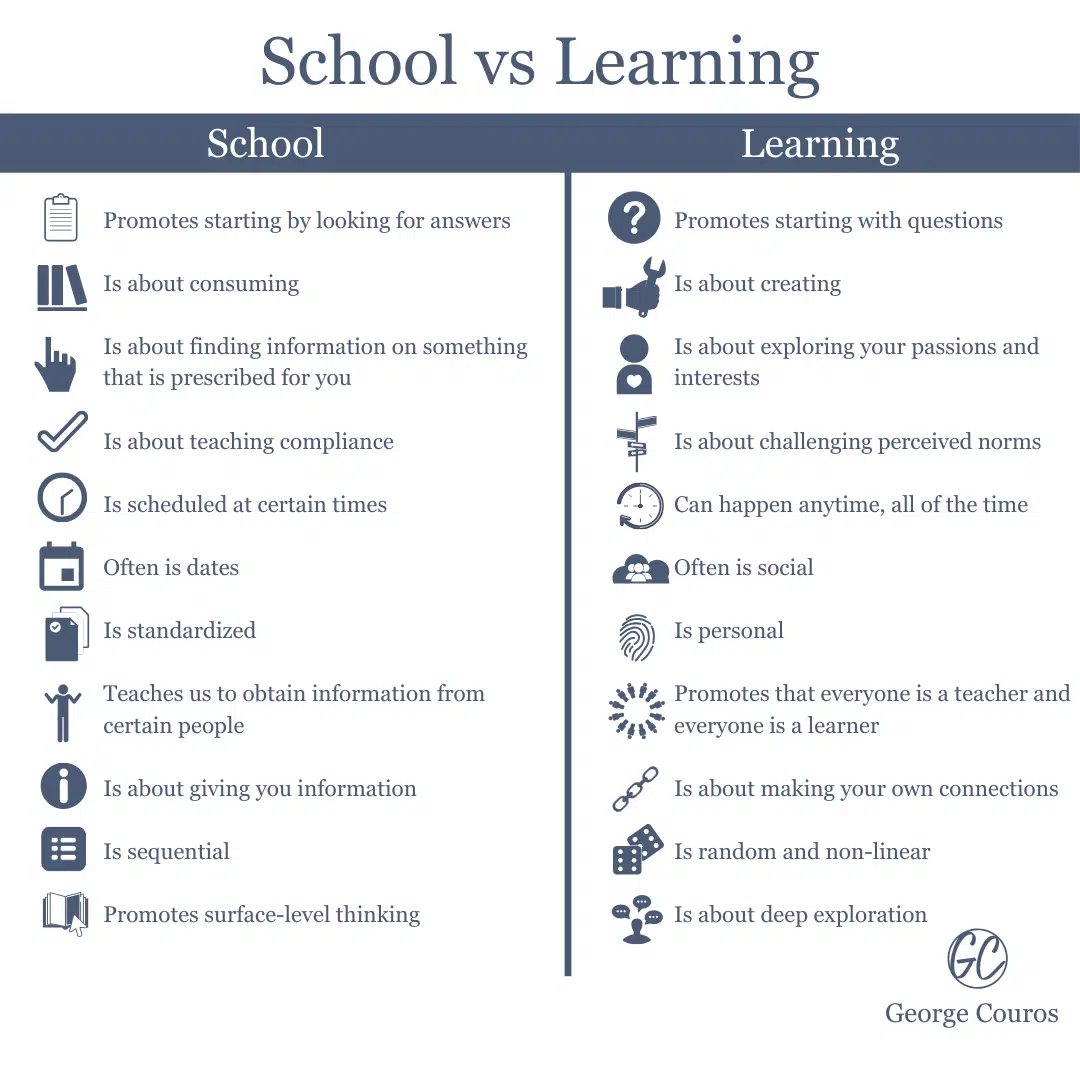 School vs Learning
School
Learning
Promotes starting by looking for answers
Promotes starting with questions
Is about consuming
Is about creating
Is about finding information on something
that is prescribed for you
Is about exploring your passions and
interests
Is about teaching compliance
Is about challenging perceived norms
Is scheduled at certain times
Can happen anytime, all of the time
Often is dates
Often is social
Is standardized
Is personal
Teaches us to obtain information from
certain people
Promotes that everyone is a teacher and
everyone is a learner
Is about giving you information
Is about making your own connections
Is sequential
Is random and non-linear
Promotes surface-level thinking
Is about deep exploration
GC
George Couros